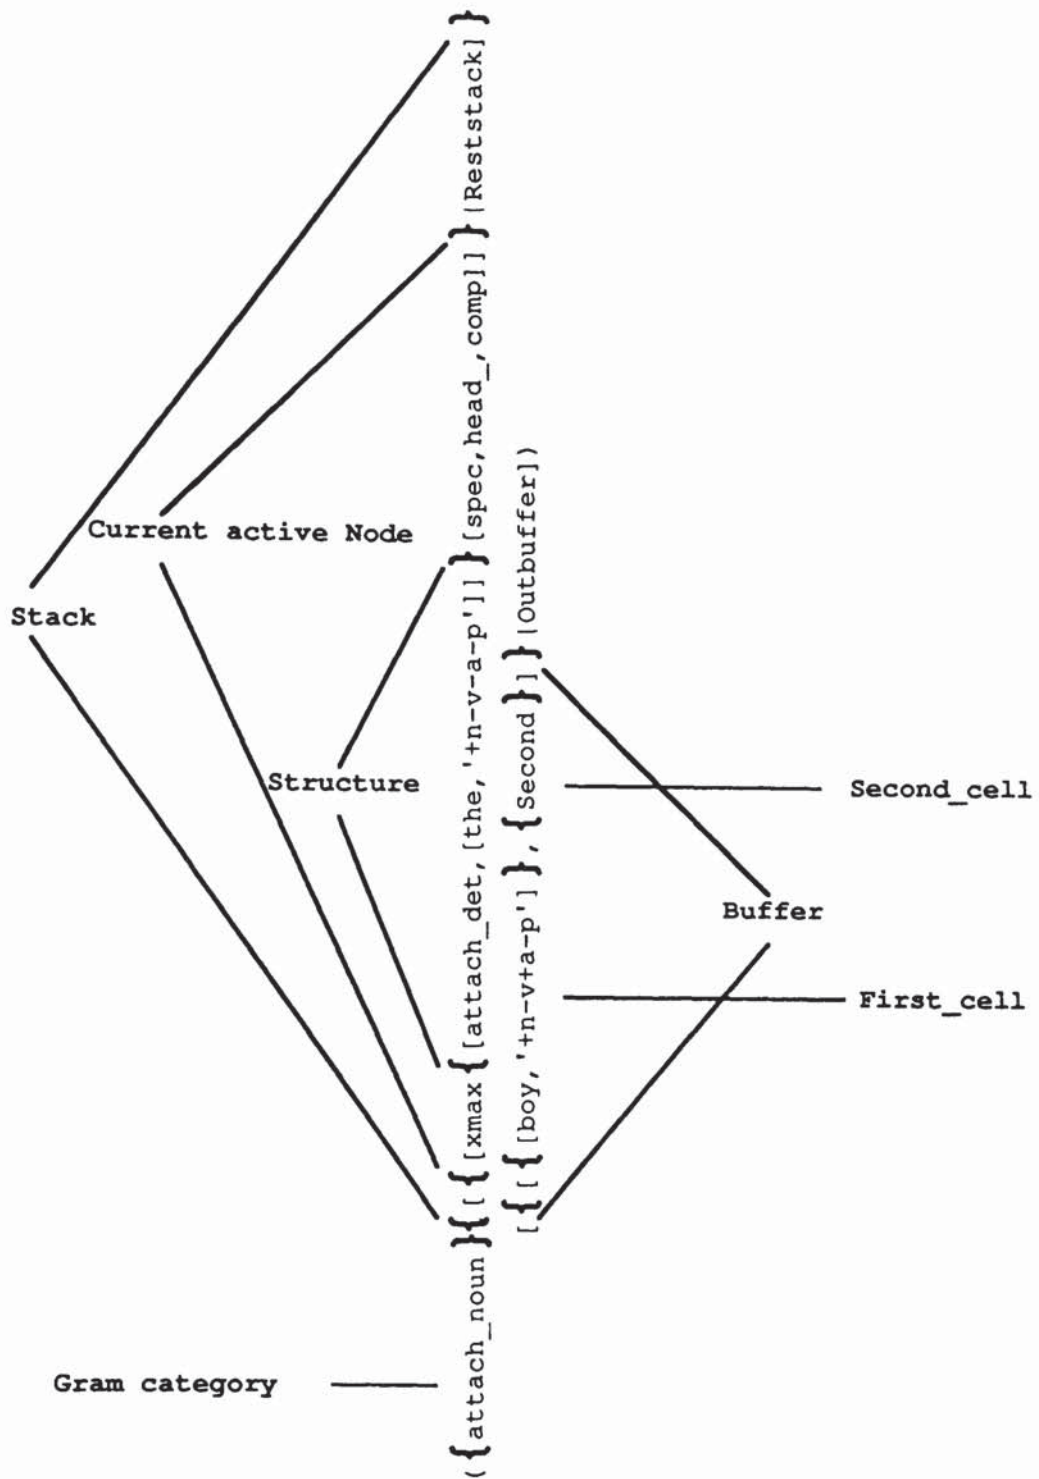 Stack
Current active Node
Structure
Gram category
({attach_noun}{[{[xmax{[attach_det,[the,'+n-v-a-p']]}[spec,head_,comp]]}|Reststack]}
[{[{[boy,'+n-v+a-p']},{Second}]}|Outbuffer])
Second_cell
Buffer
First_cell